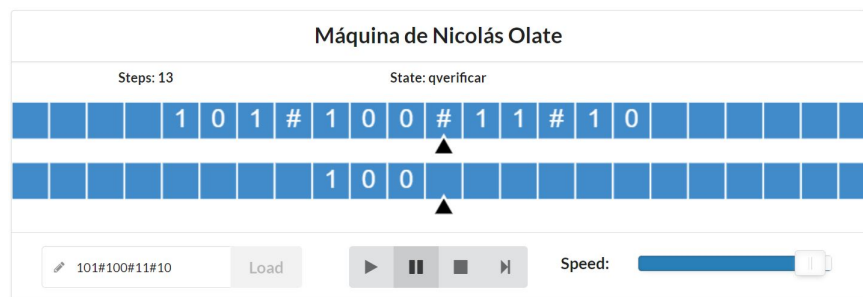 Máquina de Nicolás Olate
Steps: 13 State: qverificar
1 0 1 # 1 0 0 # 1 1 # 1 0
1 0 0
101#100#11#10 Load Speed: